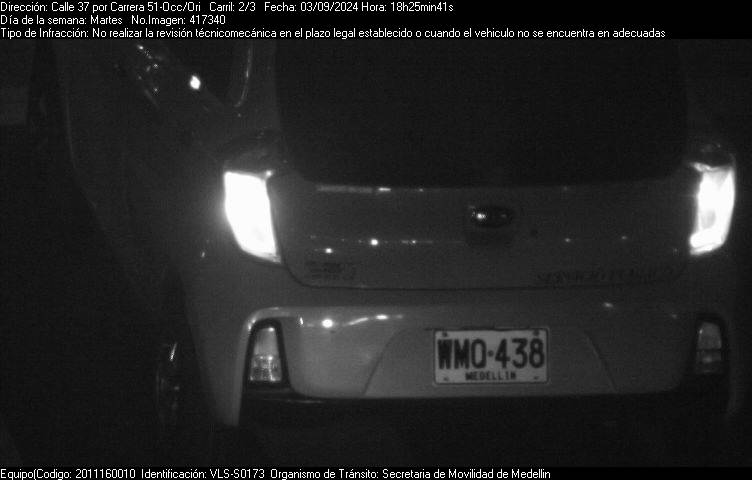 Dirección: Calle 37 por Carrera 51-Occ/Ori Carril: 2/3 Fecha: 03/09/2024 Hora: 18h25min41s
Día de la semana: Martes No.Imagen: 417340
Tipo de Infracción: No realizar la revisión técnicomecánica en el plazo legal establecido o cuando el vehiculo no se encuentra en adecuadas
SERVICIO PUBLICO
WMQ·438
MEDELLIN
Equipo(Codigo: 2011160010 Identificación: VLS-S0173 Organismo de Tránsito: Secretaria de Movilidad de Medellin